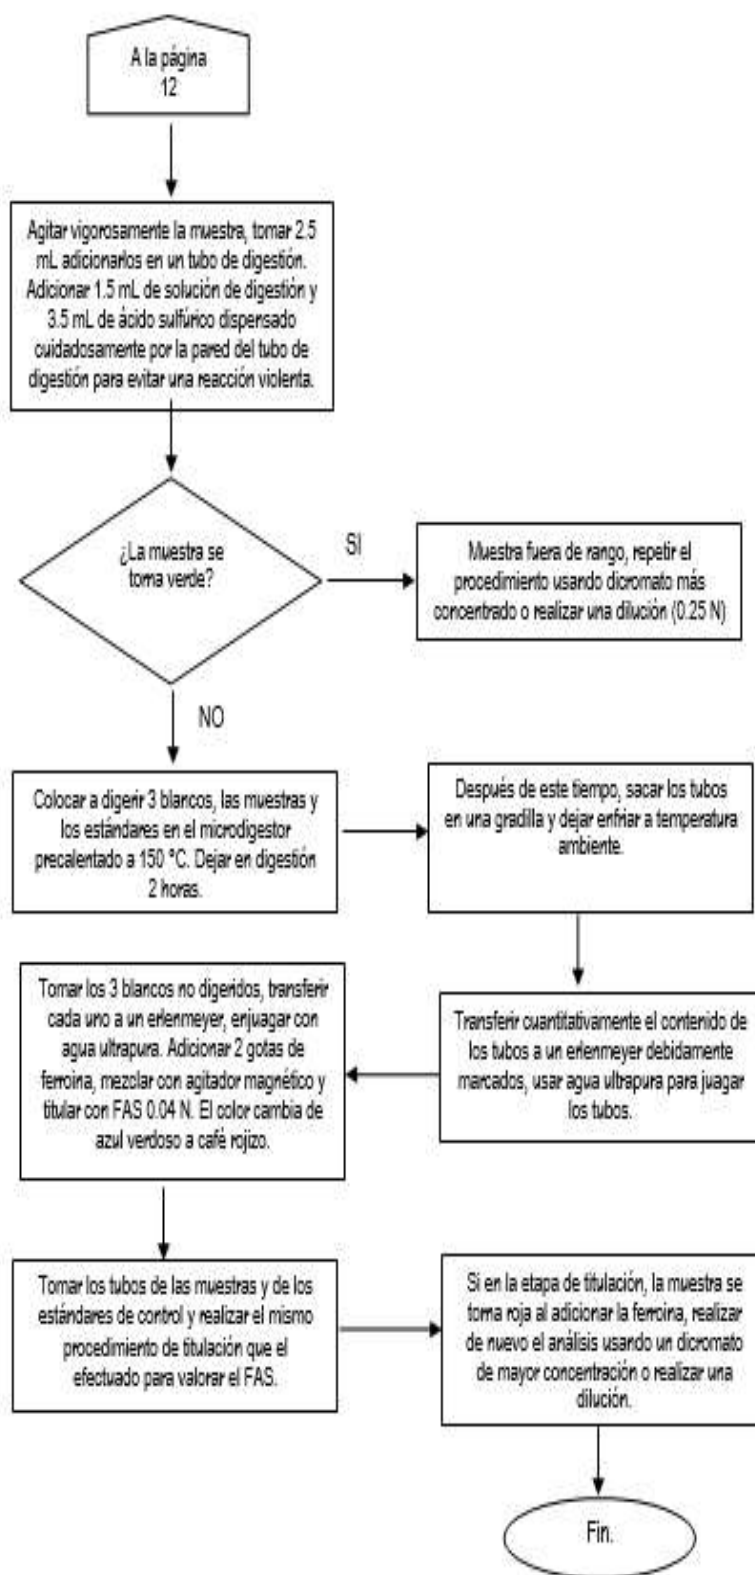 A la página
12
Agitar vigorosamente la muestra, tomar 2.5
mL adicionarlos en un tubo de digestión.
Adicionar 1.5 mL de solución de digestión y
3.5 mL de ácido sulfúrico dispensado
cuidadosamente por la pared del tubo de
digestión para evitar una reacción violenta.
¿La muestra se
torna verde?
SI
Muestra fuera de rango, repetir el
procedimiento usando dicromato más
concentrado o realizar una dilución (0.25 N)
NO
Colocar a digerir 3 blancos, las muestras y
los estándares en el microdigestor
precalentado a 150 °C. Dejar en digestión
2 horas.
Después de este tiempo, sacar los tubos
en una gradilla y dejar enfriar a temperatura
ambiente.
Transferir cuantitativamente el contenido de
los tubos a un erlenmeyer debidamente
marcados, usar agua ultrapura para juagar
los tubos.
Tomar los 3 blancos no digeridos, transferir
cada uno a un erlenmeyer, enjuagar con
agua ultrapura. Adicionar 2 gotas de
ferroina, mezclar con agitador magnético y
titular con FAS 0.04 N. El color cambia de
azul verdoso a café rojizo.
Tomar los tubos de las muestras y de los
estándares de control y realizar el mismo
procedimiento de titulación que el
efectuado para valorar el FAS.
Si en la etapa de titulación, la muestra se
torna roja al adicionar la ferroina, realizar
de nuevo el análisis usando un dicromato
de mayor concentración o realizar una
dilución.
Fin.